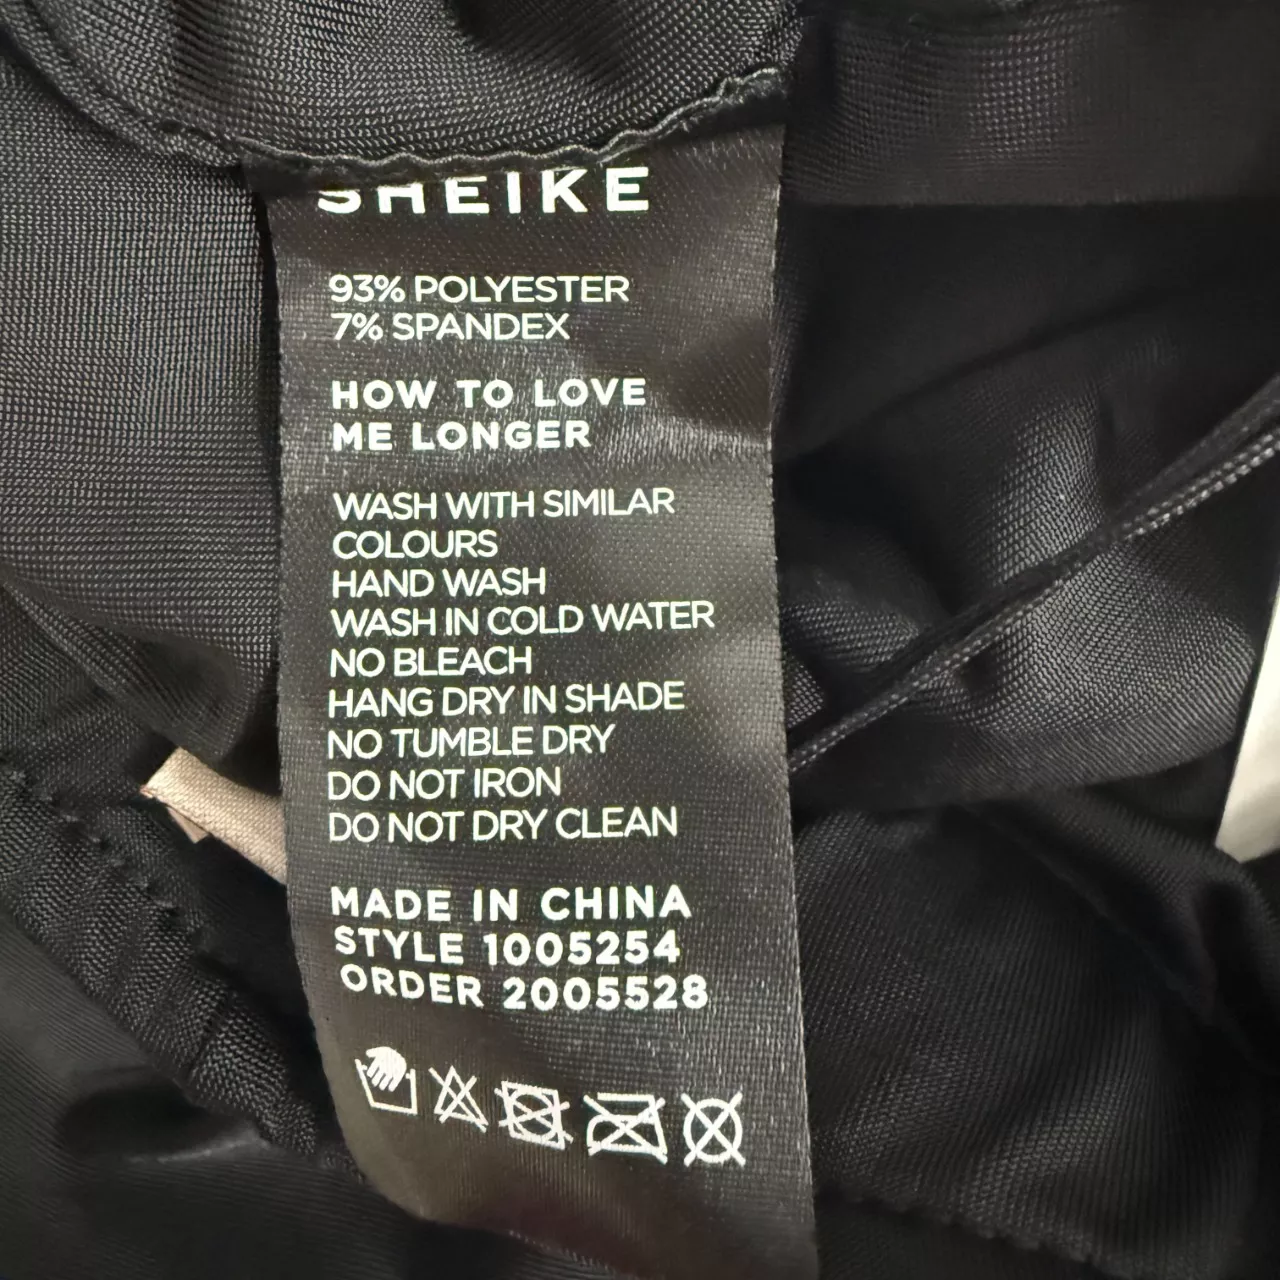 SHEIKE
93% POLYESTER
7% SPANDEX
HOW TO LOVE
ME LONGER
WASH WITH SIMILAR
COLOURS
HAND WASH
WASH IN COLD WATER
NO BLEACH
HANG DRY IN SHADE
NO TUMBLE DRY
DO NOT IRON
DO NOT DRY CLEAN
MADE IN CHINA
STYLE 1005254
ORDER 2005528